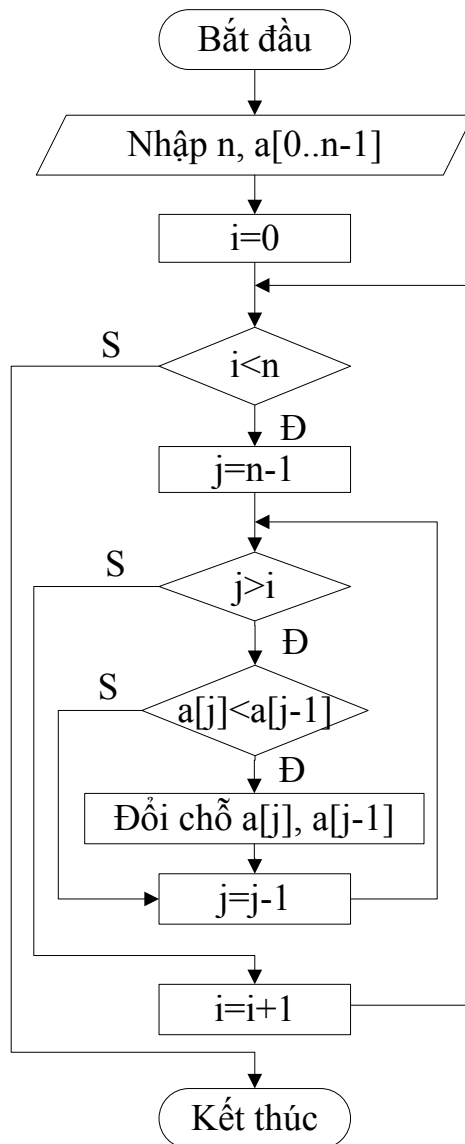 Bắt đầu
Nhập n, a[0..n-1]
i=0
S
i<n
Đ
j=n-1
S
j>i
Đ
S
a[j]<a[j-1]
Đ
Đổi chỗ a[j], a[j-1]
j=j-1
i=i+1
Kết thúc